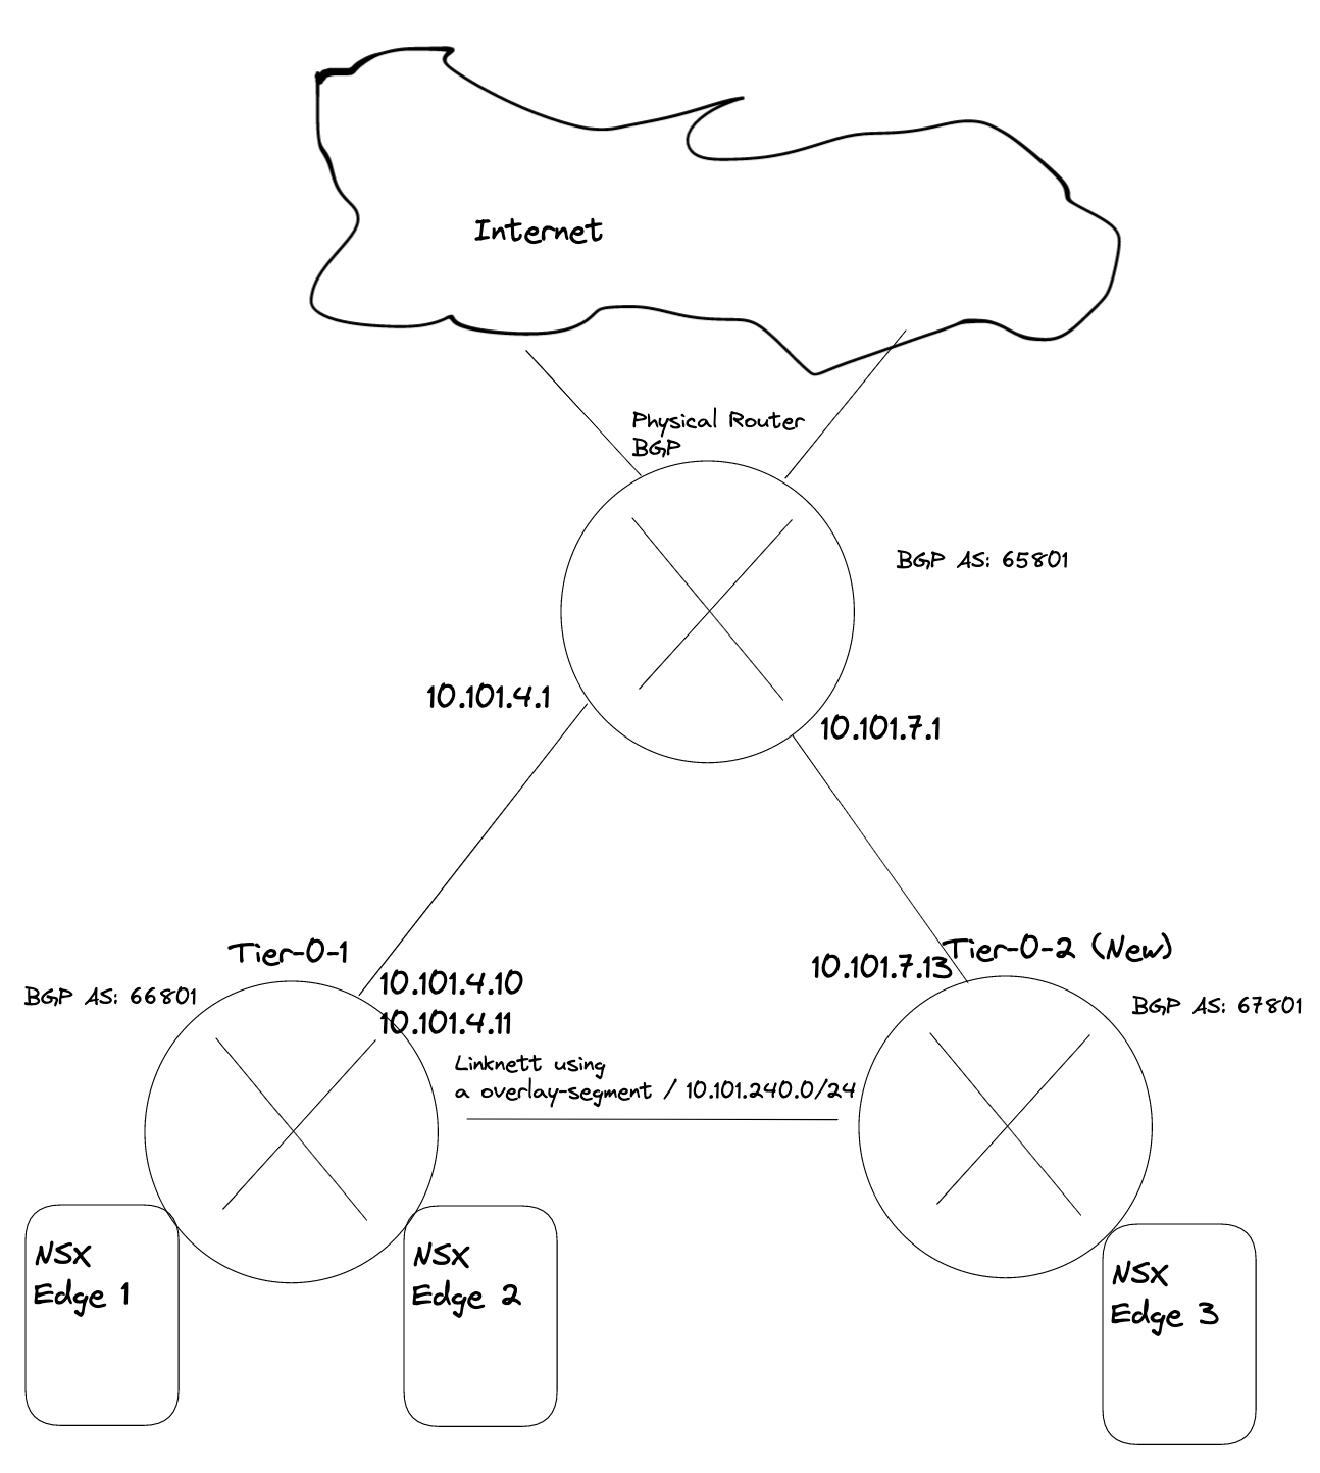 Internet
Physical Router
BGP
BGP AS: 65801
10.101.4.1
10.101.7.1
Tier-0-1
Tier-0-2 (New)
10.101.7.13
BGP AS: 66801
10.101.4.10
BGP AS: 67801
10.101.4.11
Linknett using
a overlay-segment / 10.101.240.0/24
NSX
Edge 1
NSX
Edge 2
NSX
Edge 3